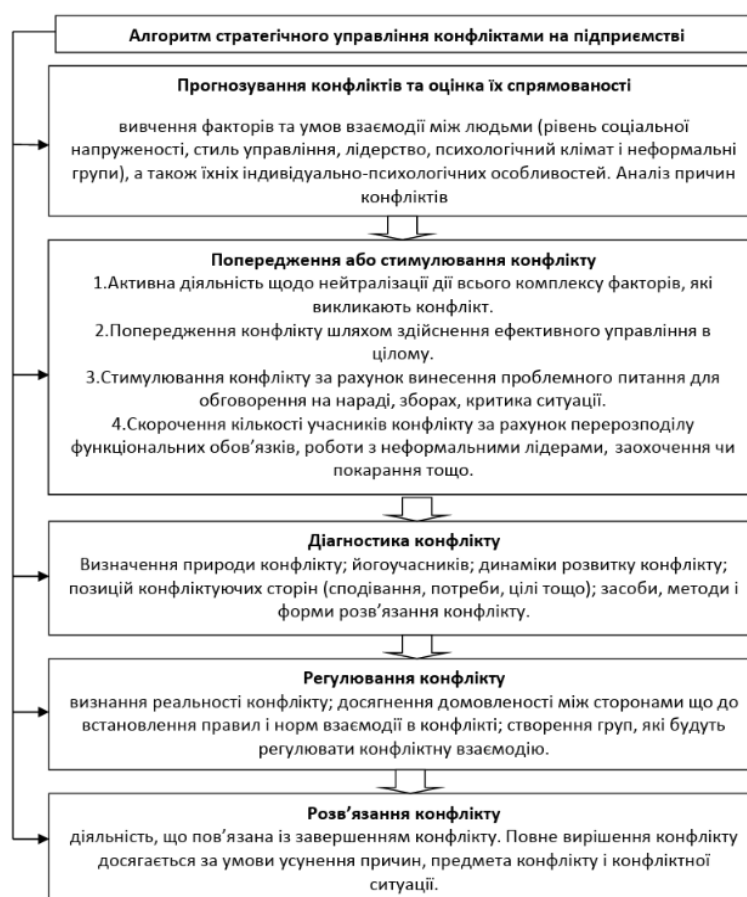 Алгоритм стратегічного управління конфліктами на підприємстві
Прогнозування конфліктів та оцінка їх спрямованості
вивчення факторів та умов взаємодії між людьми (рівень соціальної
напруженості, стиль управління, лідерство, психологічний клімат і неформальні
групи), а також їхніх індивідуально-психологічних особливостей. Аналіз причин
конфліктів
Попередження або стимулювання конфлікту
1.Активна діяльність щодо нейтралізації дії всього комплексу факторів, які
викликають конфлікт.
2.Попередження конфлікту шляхом здійснення ефективного управління в
цілому.
3.Стимулювання конфлікту за рахунок винесення проблемного питання для
обговорення на нараді, зборах, критика ситуації.
4.Скорочення кількості учасників конфлікту за рахунок перерозподілу
функціональних обов’язків, роботи з неформальними лідерами, заохочення чи
покарання тощо.
Діагностика конфлікту
Визначення природи конфлікту; йогоучасників; динаміки розвитку конфлікту;
позицій конфліктуючих сторін (сподівання, потреби, цілі тощо); засоби, методи і
форми розв’язання конфлікту.
Регулювання конфлікту
визнання реальності конфлікту; досягнення домовленості між сторонами що до
встановлення правил і норм взаємодії в конфлікті; створення груп, які будуть
регулювати конфліктну взаємодію.
Розв’язання конфлікту
діяльність, що пов’язана із завершенням конфлікту. Повне вирішення конфлікту
досягається за умови усунення причин, предмета конфлікту і конфліктної
ситуації.